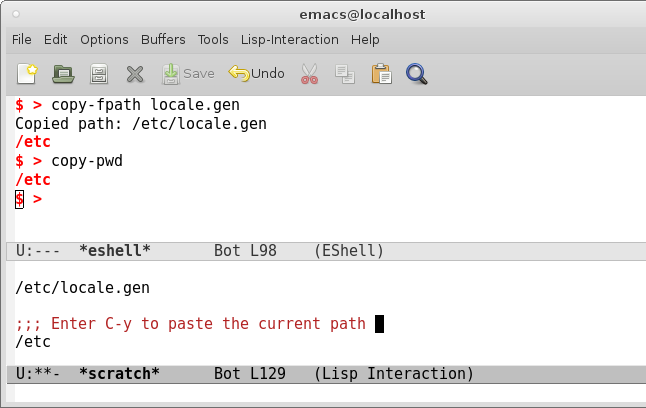 emacs@localhost
File Edit Options Buffers Tools Lisp-Interaction Help
Save Undo
$ > copy-fpath locale.gen
Copied path: /etc/locale.gen
/etc
$ > copy-pwd
/etc
$ >
U:--- *eshell* Bot L98 (EShell)
/etc/locale.gen
;;; Enter C-y to paste the current path
/etc
U:**- *scratch* Bot L129 (Lisp Interaction)